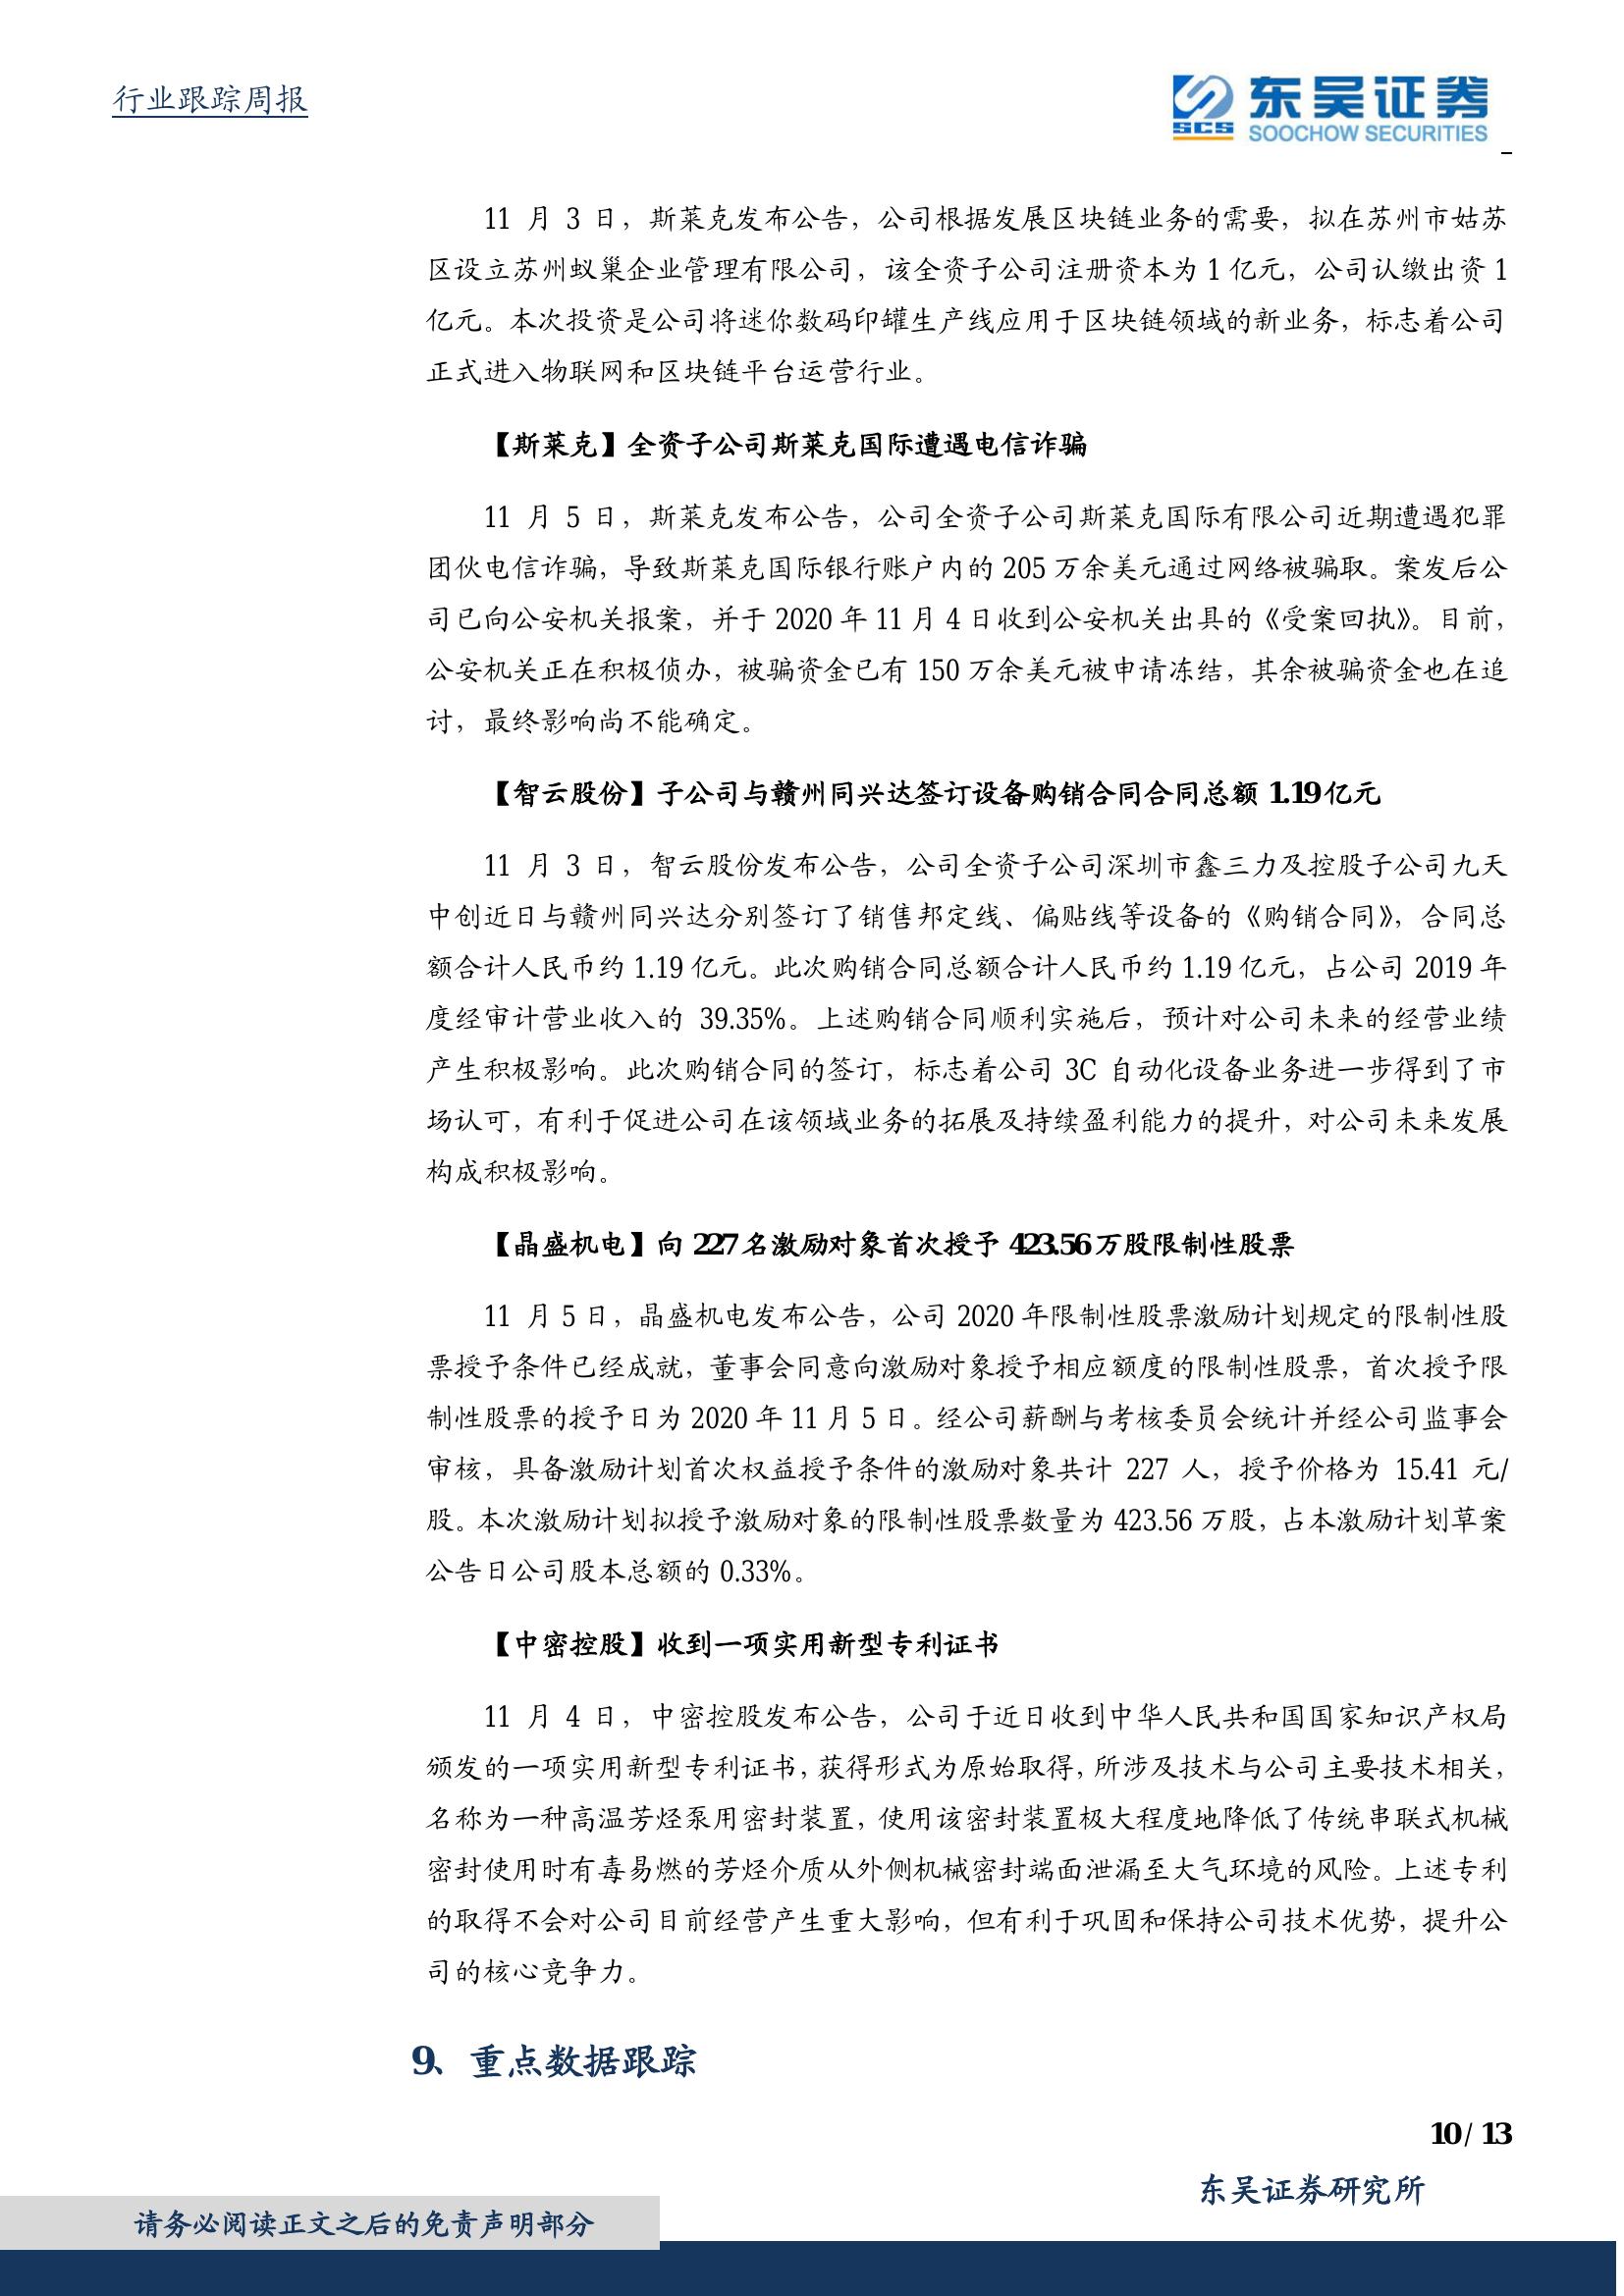 行业跟踪周报
东吴证券
SCS
SOOCHOW SECURITIES
11 月 3 日，斯莱克发布公告，公司根据发展区块链业务的需要，拟在苏州市姑苏
区设立苏州蚁巢企业管理有限公司，该全资子公司注册资本为 1 亿元，公司认缴出资 1
亿元。本次投资是公司将迷你数码印罐生产线应用于区块链领域的新业务，标志着公司
正式进入物联网和区块链平台运营行业。
【斯莱克】全资子公司斯莱克国际遭遇电信诈骗
11 月 5 日，斯莱克发布公告，公司全资子公司斯莱克国际有限公司近期遭遇犯罪
团伙电信诈骗，导致斯莱克国际银行账户内的 205 万余美元通过网络被骗取。案发后公
司已向公安机关报案，并于 2020 年 11 月 4 日收到公安机关出具的《受案回执》。目前，
公安机关正在积极侦办，被骗资金已有 150 万余美元被申请冻结，其余被骗资金也在追
讨，最终影响尚不能确定。
【智云股份】子公司与赣州同兴达签订设备购销合同合同总额 1.19 亿元
11 月 3 日，智云股份发布公告，公司全资子公司深圳市鑫三力及控股子公司九天
中创近日与赣州同兴达分别签订了销售邦定线、偏贴线等设备的《购销合同》，合同总
额合计人民币约 1.19 亿元。此次购销合同总额合计人民币约 1.19 亿元，占公司 2019 年
度经审计营业收入的 39.35%。上述购销合同顺利实施后，预计对公司未来的经营业绩
产生积极影响。此次购销合同的签订，标志着公司 3C 自动化设备业务进一步得到了市
场认可，有利于促进公司在该领域业务的拓展及持续盈利能力的提升，对公司未来发展
构成积极影响。
【晶盛机电】向 227 名激励对象首次授予 423.56 万股限制性股票
11 月 5 日，晶盛机电发布公告，公司 2020 年限制性股票激励计划规定的限制性股
票授予条件已经成就，董事会同意向激励对象授予相应额度的限制性股票，首次授予限
制性股票的授予日为 2020 年 11 月 5 日。经公司薪酬与考核委员会统计并经公司监事会
审核，具备激励计划首次权益授予条件的激励对象共计 227 人，授予价格为 15.41 元/
股。本次激励计划拟授予激励对象的限制性股票数量为 423.56 万股，占本激励计划草案
公告日公司股本总额的 0.33%。
【中密控股】收到一项实用新型专利证书
11 月 4 日，中密控股发布公告，公司于近日收到中华人民共和国国家知识产权局
颁发的一项实用新型专利证书，获得形式为原始取得，所涉及技术与公司主要技术相关，
名称为一种高温芳烃泵用密封装置，使用该密封装置极大程度地降低了传统串联式机械
密封使用时有毒易燃的芳烃介质从外侧机械密封端面泄漏至大气环境的风险。上述专利
的取得不会对公司目前经营产生重大影响，但有利于巩固和保持公司技术优势，提升公
司的核心竞争力。
9、重点数据跟踪
10 / 13
东吴证券研究所
请务必阅读正文之后的免责声明部分